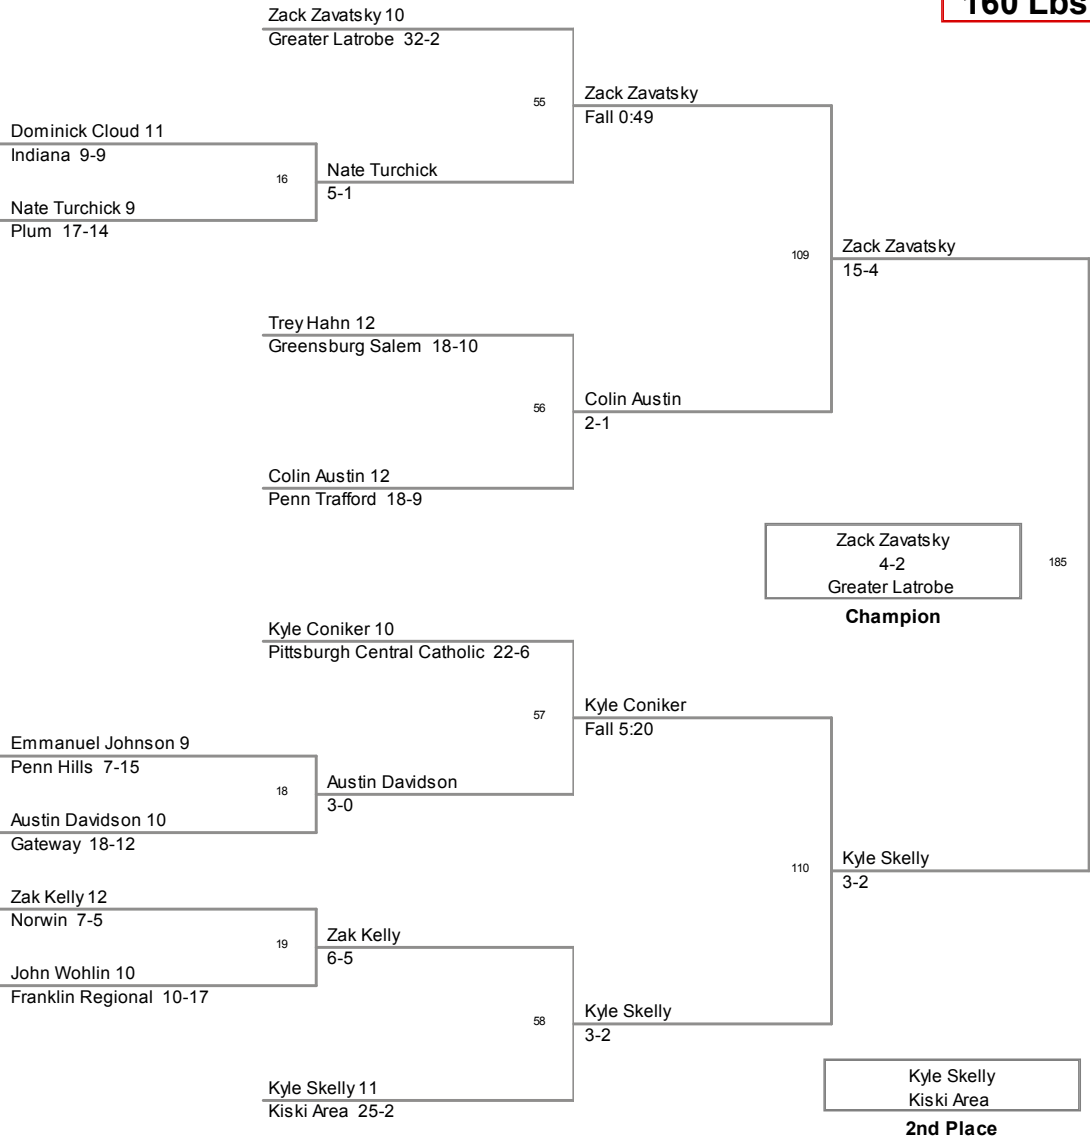 160 Lbs
Zack Zavatsky 10
Greater Latrobe 32-2
55
Zack Zavatsky
Fall 0:49
Dominick Cloud 11
Indiana 9-9
16
Nate Turchick
5-1
Nate Turchick 9
Plum 17-14
109
Zack Zavatsky
15-4
Trey Hahn 12
Greensburg Salem 18-10
56
Colin Austin
2-1
Colin Austin 12
Penn Trafford 18-9
Zack Zavatsky
4-2
Greater Latrobe
Champion
185
Kyle Coniker 10
Pittsburgh Central Catholic 22-6
57
Kyle Coniker
Fall 5:20
Emmanuel Johnson 9
Penn Hills 7-15
18
Austin Davidson
3-0
Austin Davidson 10
Gateway 18-12
110
Kyle Skelly
3-2
Zak Kelly 12
Norwin 7-5
19
Zak Kelly
6-5
John Wohlin 10
Franklin Regional 10-17
58
Kyle Skelly
3-2
Kyle Skelly 11
Kiski Area 25-2
Kyle Skelly
Kiski Area
2nd Place